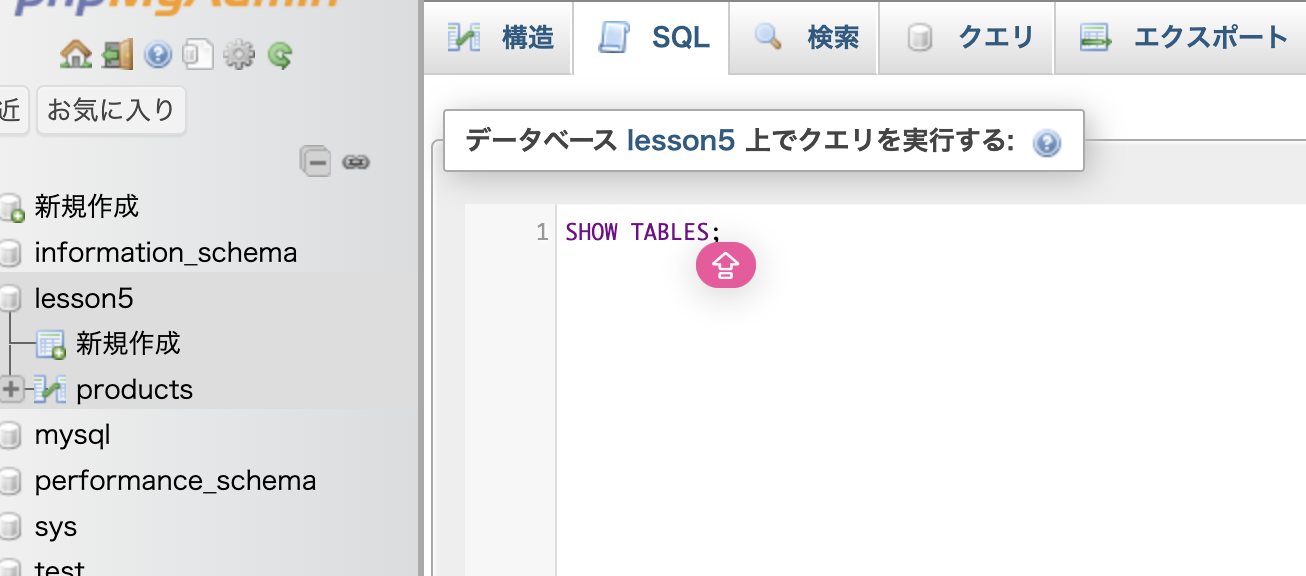 phpMyAdmin
近
お気に入り
新規作成
information_schema
lesson5
新規作成
products
mysql
performance_schema
sys
test
構造
SQL
検索
クエリ
エクスポート
データベース lesson5 上でクエリを実行する:
1 SHOW TABLES;